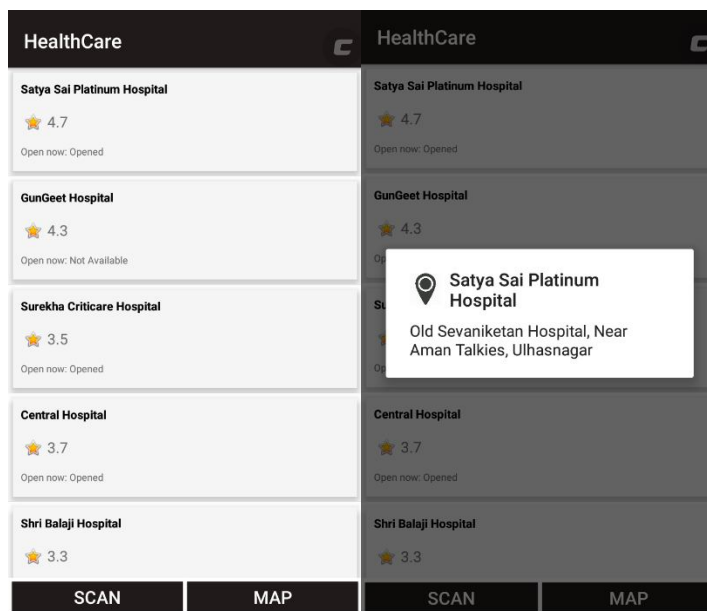 HealthCare
Satya Sai Platinum Hospital
4.7
Open now: Opened
GunGeet Hospital
4.3
Open now: Not Available
Surekha Criticare Hospital
3.5
Open now: Opened
Central Hospital
3.7
Open now: Opened
Shri Balaji Hospital
3.3
SCAN MAP
HealthCare
Satya Sai Platinum Hospital
4.7
Open now: Opened
GunGeet Hospital
4.3
Op
Satya Sai Platinum
Hospital
Su
Old Sevaniketan Hospital, Near
Aman Talkies, Ulhasnagar
Op
Central Hospital
3.7
Open now: Opened
Shri Balaji Hospital
3.3
SCAN MAP